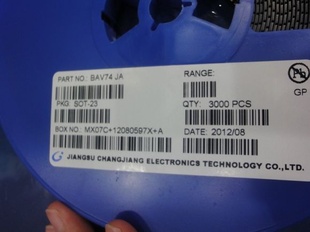 PART NO.: BAV74 JA
RANGE:
PKG: SOT-23
QTY: 3000 PCS
GP
BOX NO.: MX07C+12080597X+A
DATE: 2012/08
JIANGSU CHANGJIANG ELECTRONICS TECHNOLOGY CO.,LTD.